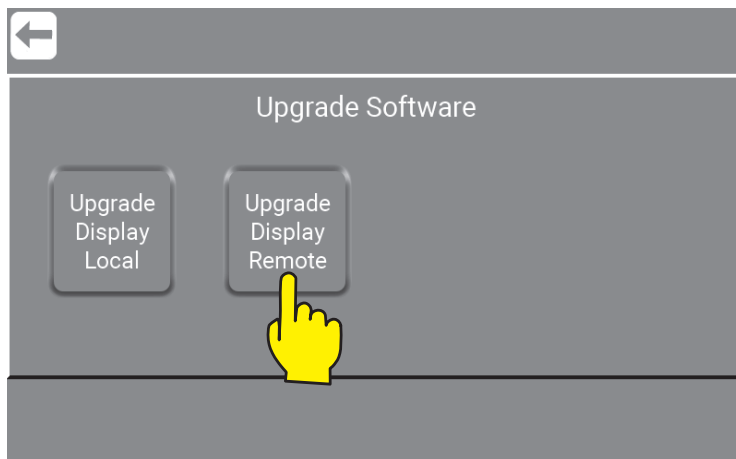 Upgrade Software
Upgrade
Display
Local
Upgrade
Display
Remote